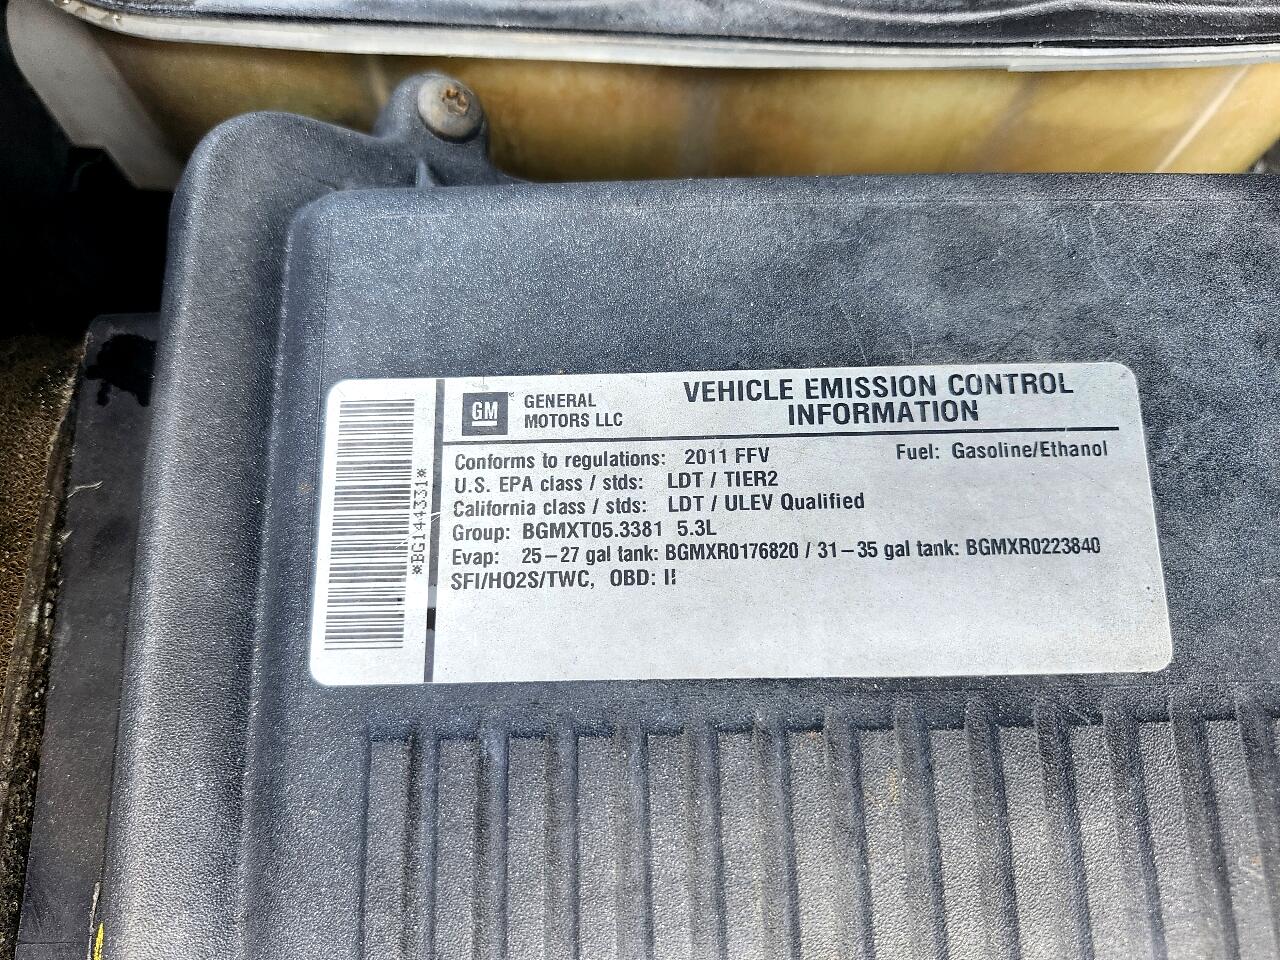 *BG144331*
GM
GENERAL
MOTORS LLC
VEHICLE EMISSION CONTROL
INFORMATION
Conforms to regulations: 2011 FFV Fuel: Gasoline/Ethanol
U.S. EPA class / stds: LDT / TIER2
California class / stds: LDT / ULEV Qualified
Group: BGMXT05.3381 5.3L
Evap: 25-27 gal tank: BGMXR0176820 / 31-35 gal tank: BGMXR0223840
SFI/HO2S/TWC, OBD: II